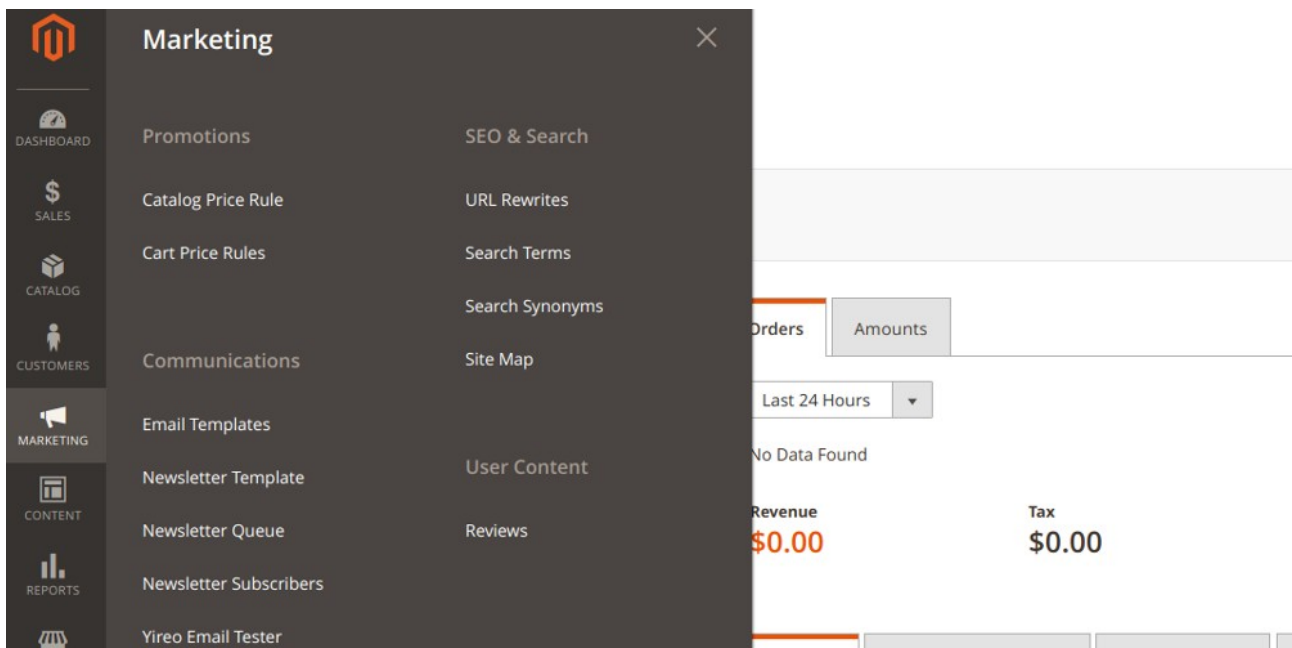 Marketing
DASHBOARD
SALES
CATALOG
CUSTOMERS
MARKETING
CONTENT
REPORTS
Promotions
Catalog Price Rule
Cart Price Rules
Communications
Email Templates
Newsletter Template
Newsletter Queue
Newsletter Subscribers
Yireo Email Tester
SEO & Search
URL Rewrites
Search Terms
Search Synonyms
Site Map
User Content
Reviews
Orders
Amounts
Last 24 Hours
No Data Found
Revenue
$0.00
Tax
$0.00